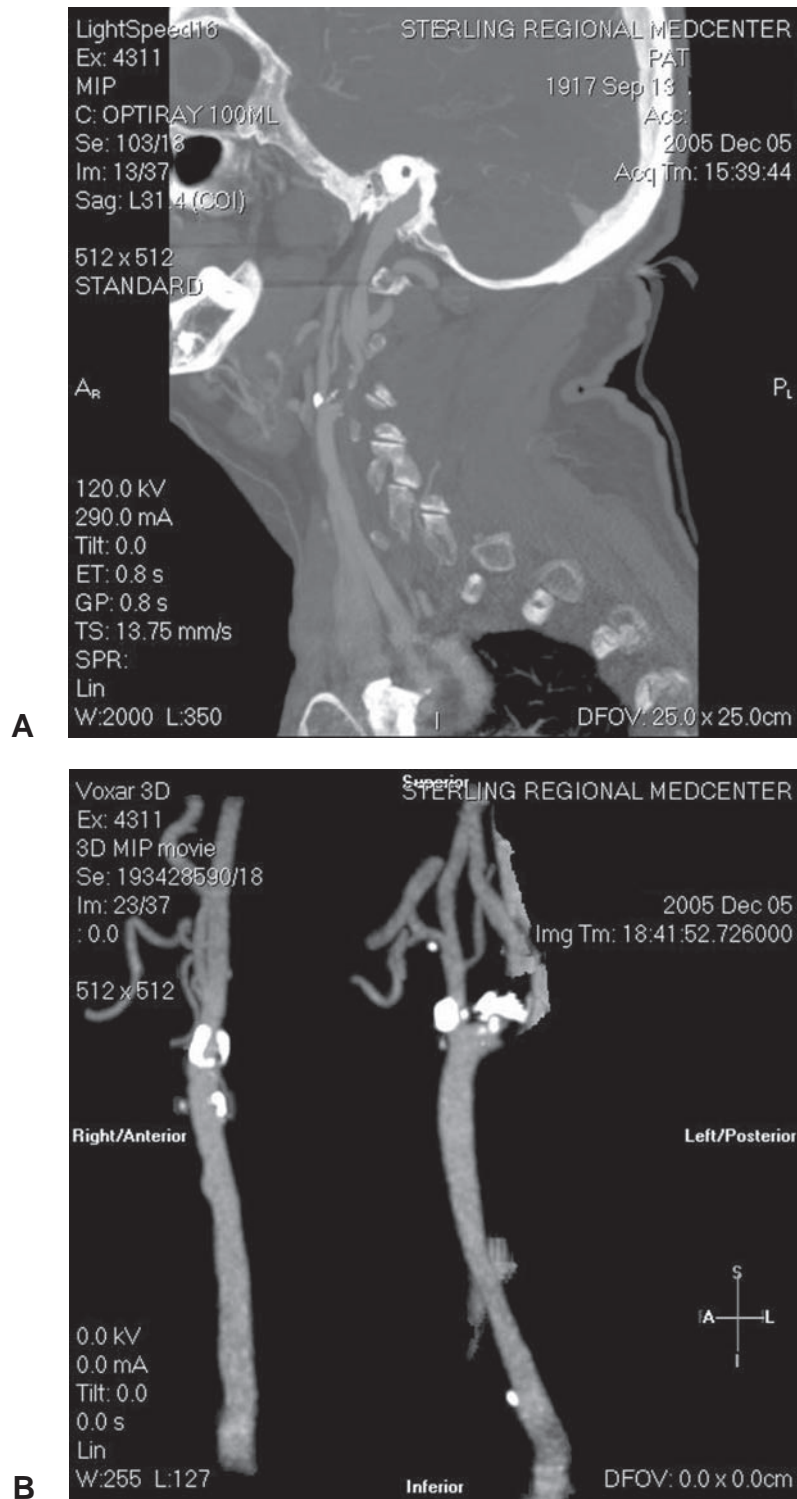 LightSpeed16
STERLING REGIONAL MEDCENTER
Ex: 4311
PAT
MIP
1917 Sep 13 .
C: OPTIRAY 100ML
Acc:
Se: 103/13
2005 Dec 05
Im: 13/37
Acq Tm: 15:39:44
Sag: L31.4 (COI)
512 x 512
STANDARD
AR
PL
120.0 kV
290.0 mA
Tilt: 0.0
ET: 0.8 s
GP: 0.8 s
TS: 13.75 mm/s
SPR:
Lin
W:2000 L:350
I
DFOV: 25.0 x 25.0cm
A
Voxar 3D
Superior
STERLING REGIONAL MEDCENTER
Ex: 4311
3D MIP movie
Se: 193428590/18
Im: 23/37
2005 Dec 05
: 0.0
Img Tm: 18:41:52.726000
512 x 512
Right/Anterior
Left/Posterior
S
A
L
I
0.0 kV
0.0 mA
Tilt: 0.0
0.0 s
Lin
W:255 L:127
Inferior
DFOV: 0.0 x 0.0cm
B